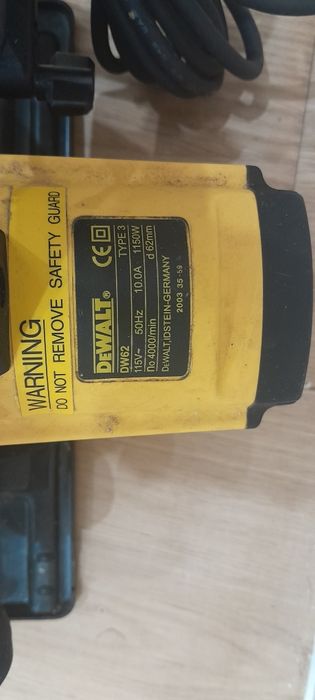 WARNING
DO NOT REMOVE SAFETY GUARD
DEWALT® CE
DW62 TYPE 3
115V~ 50Hz 10.0A 1150W
no 4000/min d 62mm
DEWALT,IDSTEIN-GERMANY
2003 35 -59